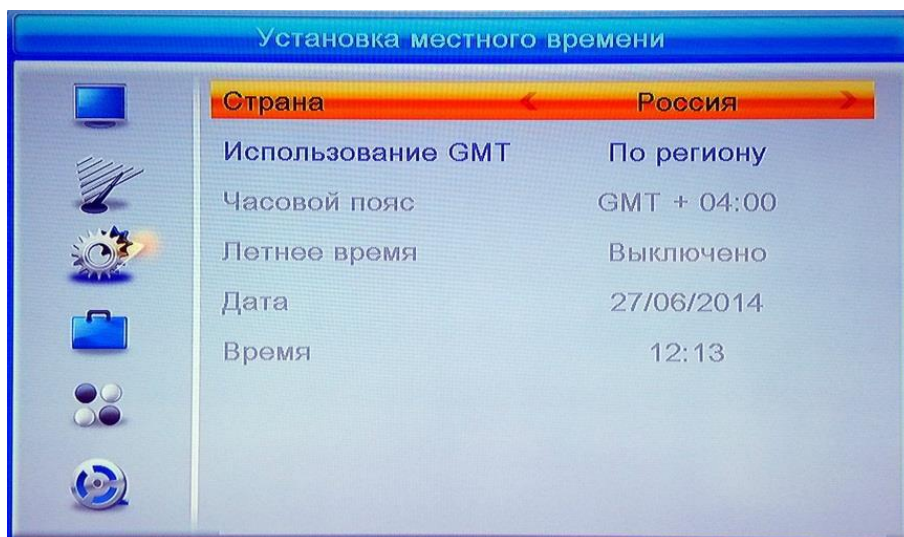 Установка местного времени
Страна Россия
Использование GMT По региону
Часовой пояс GMT + 04:00
Летнее время Выключено
Дата 27/06/2014
Время 12:13